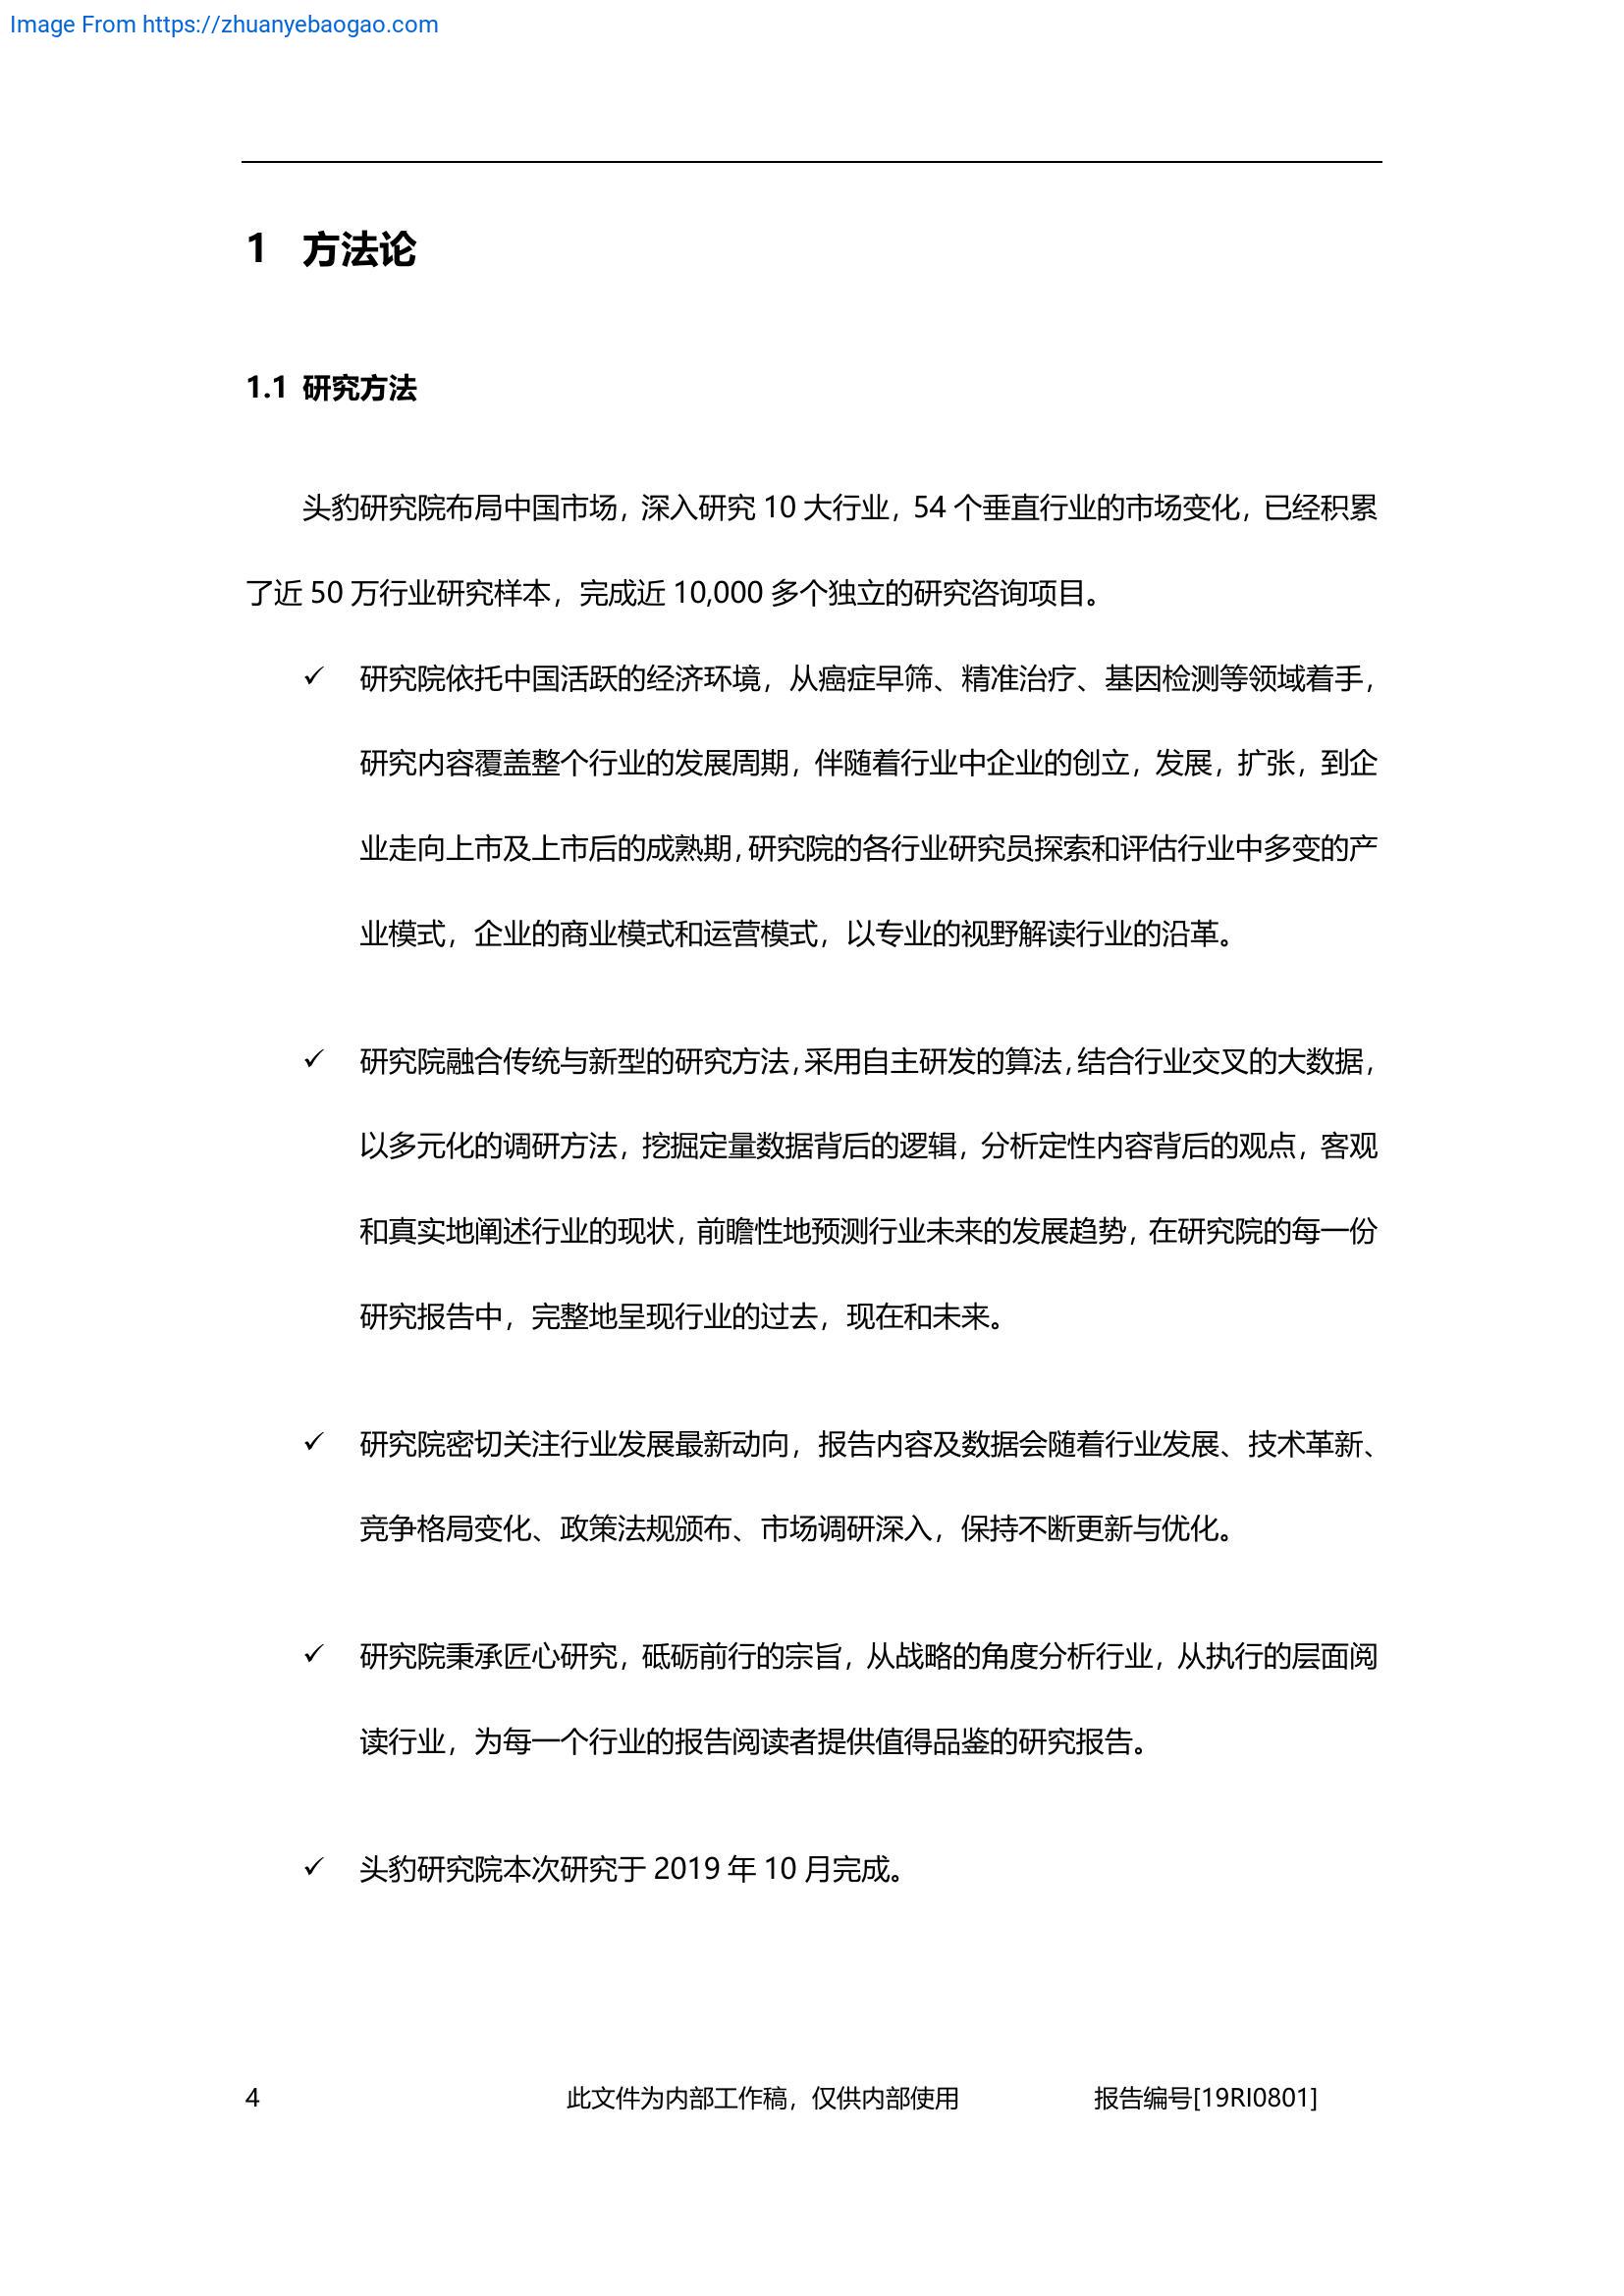 Image From https://zhuanyebaogao.com
1 方法论
1.1 研究方法
头豹研究院布局中国市场，深入研究 10 大行业，54 个垂直行业的市场变化，已经积累
了近 50 万行业研究样本，完成近 10,000 多个独立的研究咨询项目。
✓ 研究院依托中国活跃的经济环境，从癌症早筛、精准治疗、基因检测等领域着手，
研究内容覆盖整个行业的发展周期，伴随着行业中企业的创立，发展，扩张，到企
业走向上市及上市后的成熟期，研究院的各行业研究员探索和评估行业中多变的产
业模式，企业的商业模式和运营模式，以专业的视野解读行业的沿革。
✓ 研究院融合传统与新型的研究方法，采用自主研发的算法，结合行业交叉的大数据，
以多元化的调研方法，挖掘定量数据背后的逻辑，分析定性内容背后的观点，客观
和真实地阐述行业的现状，前瞻性地预测行业未来的发展趋势，在研究院的每一份
研究报告中，完整地呈现行业的过去，现在和未来。
✓ 研究院密切关注行业发展最新动向，报告内容及数据会随着行业发展、技术革新、
竞争格局变化、政策法规颁布、市场调研深入，保持不断更新与优化。
✓ 研究院秉承匠心研究，砥砺前行的宗旨，从战略的角度分析行业，从执行的层面阅
读行业，为每一个行业的报告阅读者提供值得品鉴的研究报告。
✓ 头豹研究院本次研究于 2019 年 10 月完成。
4 此文件为内部工作稿，仅供内部使用 报告编号[19RI0801]